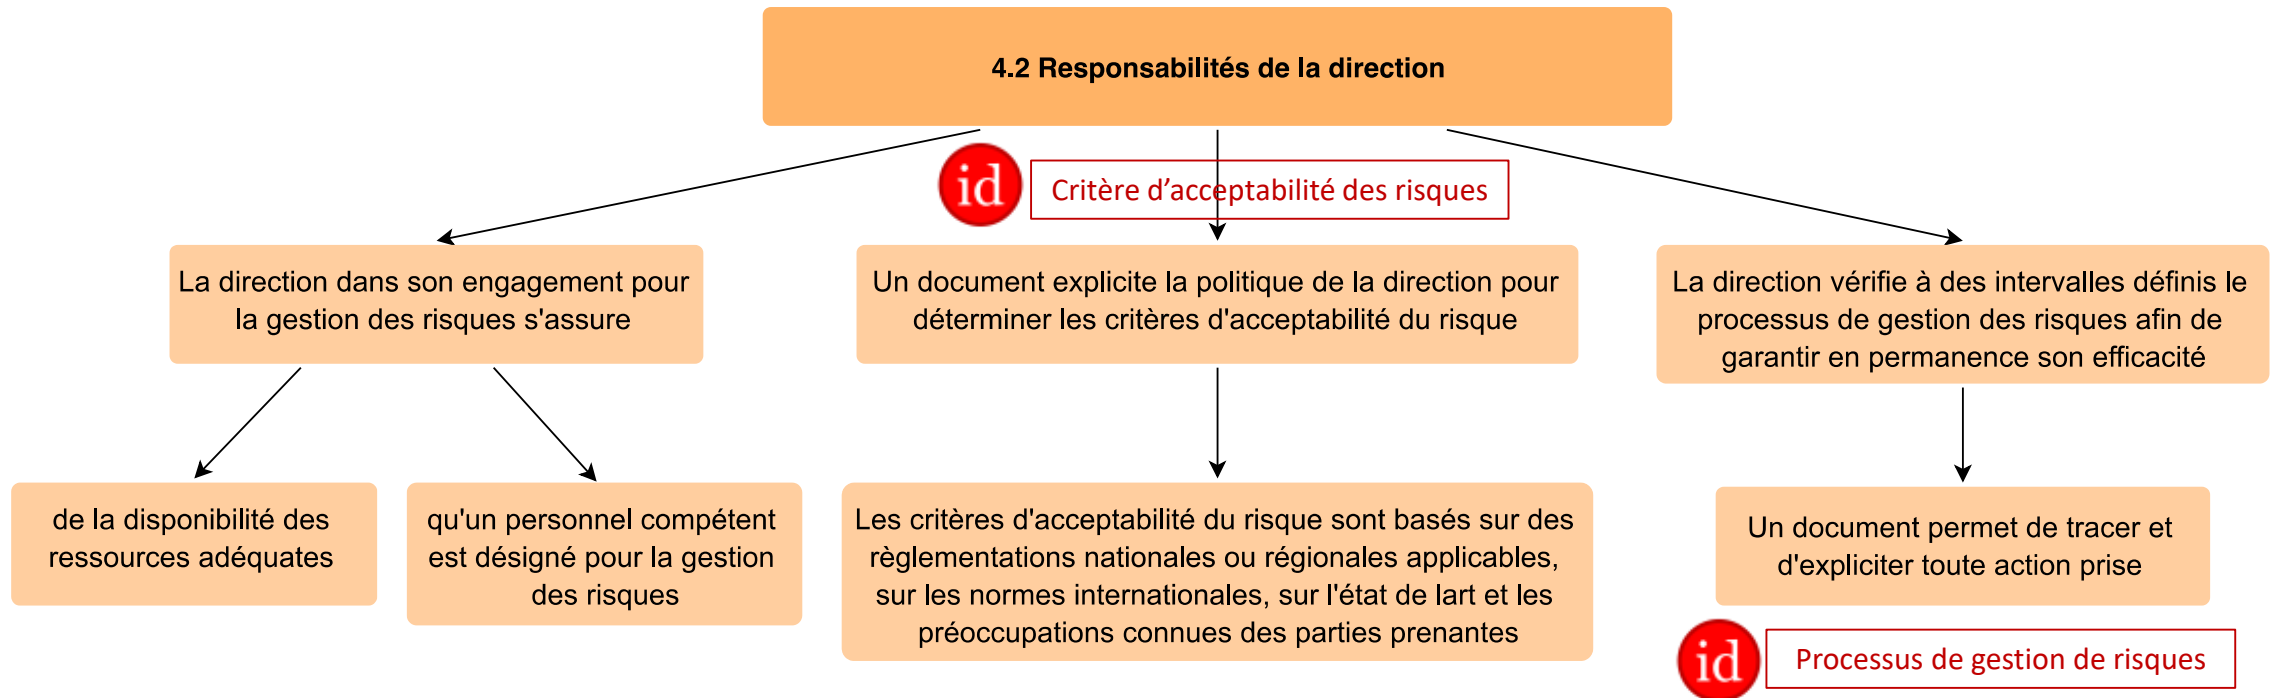 4.2 Responsabilités de la direction
id
Critère d'acceptabilité des risques
La direction dans son engagement pour
la gestion des risques s'assure
Un document explicite la politique de la direction pour
déterminer les critères d'acceptabilité du risque
La direction vérifie à des intervalles définis le
processus de gestion des risques afin de
garantir en permanence son efficacité
de la disponibilité des
ressources adéquates
qu'un personnel compétent
est désigné pour la gestion
des risques
Les critères d'acceptabilité du risque sont basés sur des
règlementations nationales ou régionales applicables,
sur les normes internationales, sur l'état de lart et les
préoccupations connues des parties prenantes
Un document permet de tracer et
d'expliciter toute action prise
id
Processus de gestion de risques